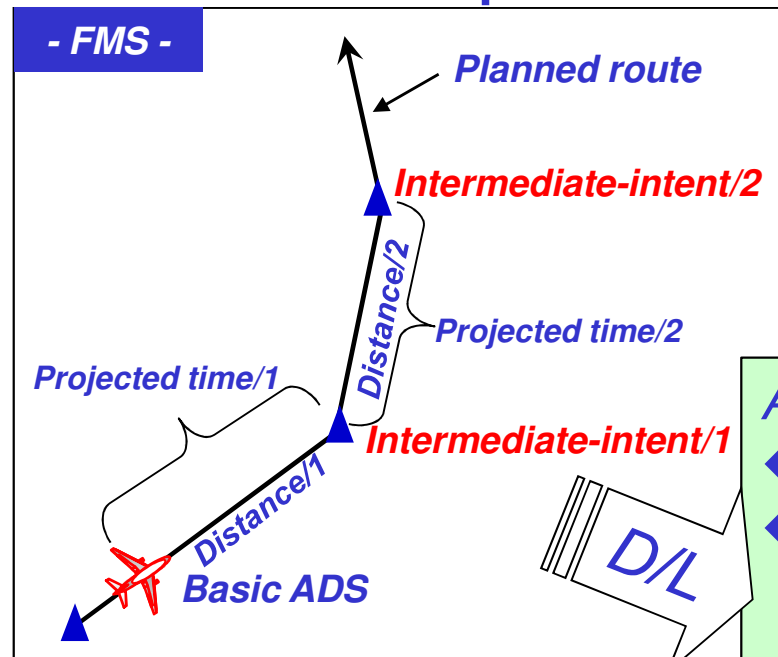 - FMS -
Planned route
Intermediate-intent/2
Distance/2
Projected time/2
Projected time/1
Intermediate-intent/1
Distance/1
Basic ADS
D/L